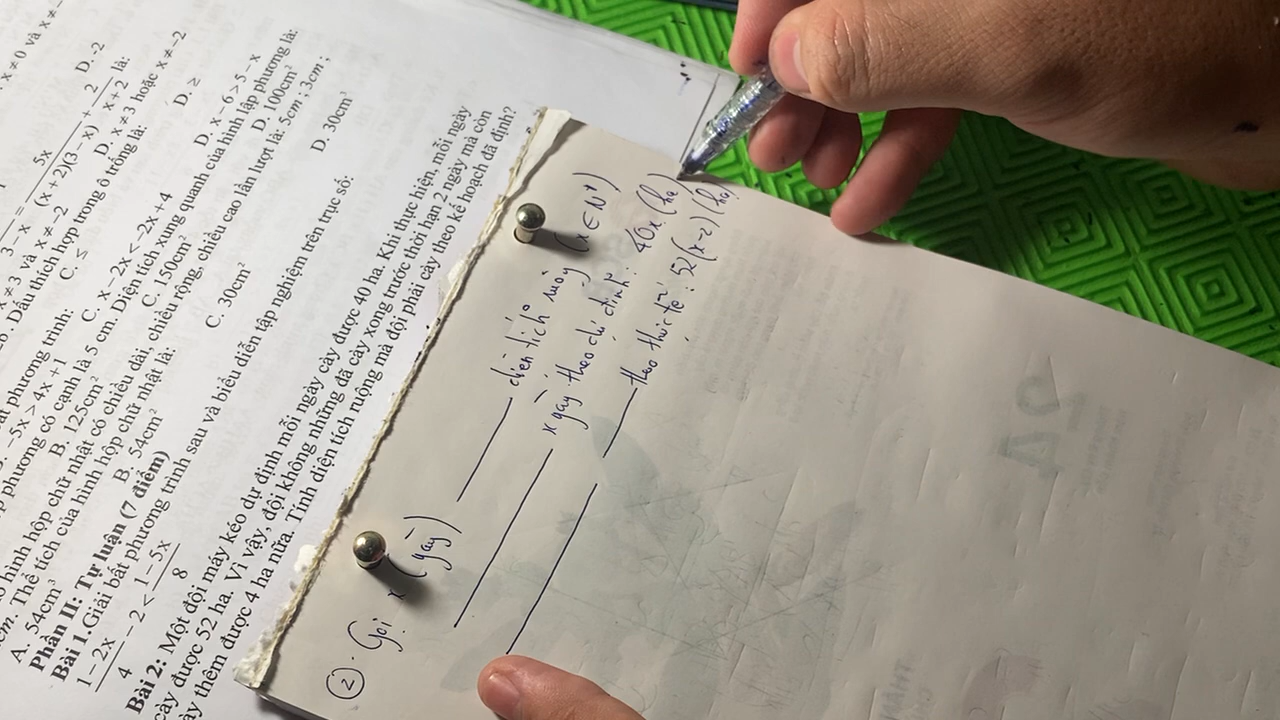 x ≠ 0 và x ≠
3 − x = 5x / (x + 2)(3 − x) + 2 / x + 2 là:
D. -2
x ≠ 3 và x ≠ −2
D. x ≠ 3 hoặc x ≠ −2
Dấu thích hợp trong ô trống là:
C. ≤
D. ≥
phương trình:
−5x > 4x + 1
C. x − 2x < −2x + 4
D. x − 6 > 5 − x
phương có cạnh là 5 cm. Diện tích xung quanh của hình lập phương là:
B. 125cm²
C. 150cm²
D. 100cm²
hình hộp chữ nhật có chiều dài, chiều rộng, chiều cao lần lượt là: 5cm ; 3cm ;
cm. Thể tích của hình hộp chữ nhật là:
A. 54cm³
B. 54cm²
C. 30cm²
D. 30cm³
Phần II: Tự luận (7 điểm)
Bài 1. Giải bất phương trình sau và biểu diễn tập nghiệm trên trục số:
1 − 2x / 4 − 2 < 1 − 5x / 8
Bài 2: Một đội máy kéo dự định mỗi ngày cày được 40 ha. Khi thực hiện, mỗi ngày
cày được 52 ha. Vì vậy, đội không những đã cày xong trước thời hạn 2 ngày mà còn
ày thêm được 4 ha nữa. Tính diện tích ruộng mà đội phải cày theo kế hoạch đã định?
② . Gọi x (ngày) (x ∈ N*)
diện tích ruộng x ngày theo dự định : 40x (ha)
theo thực tế : 52(x−2) (ha)